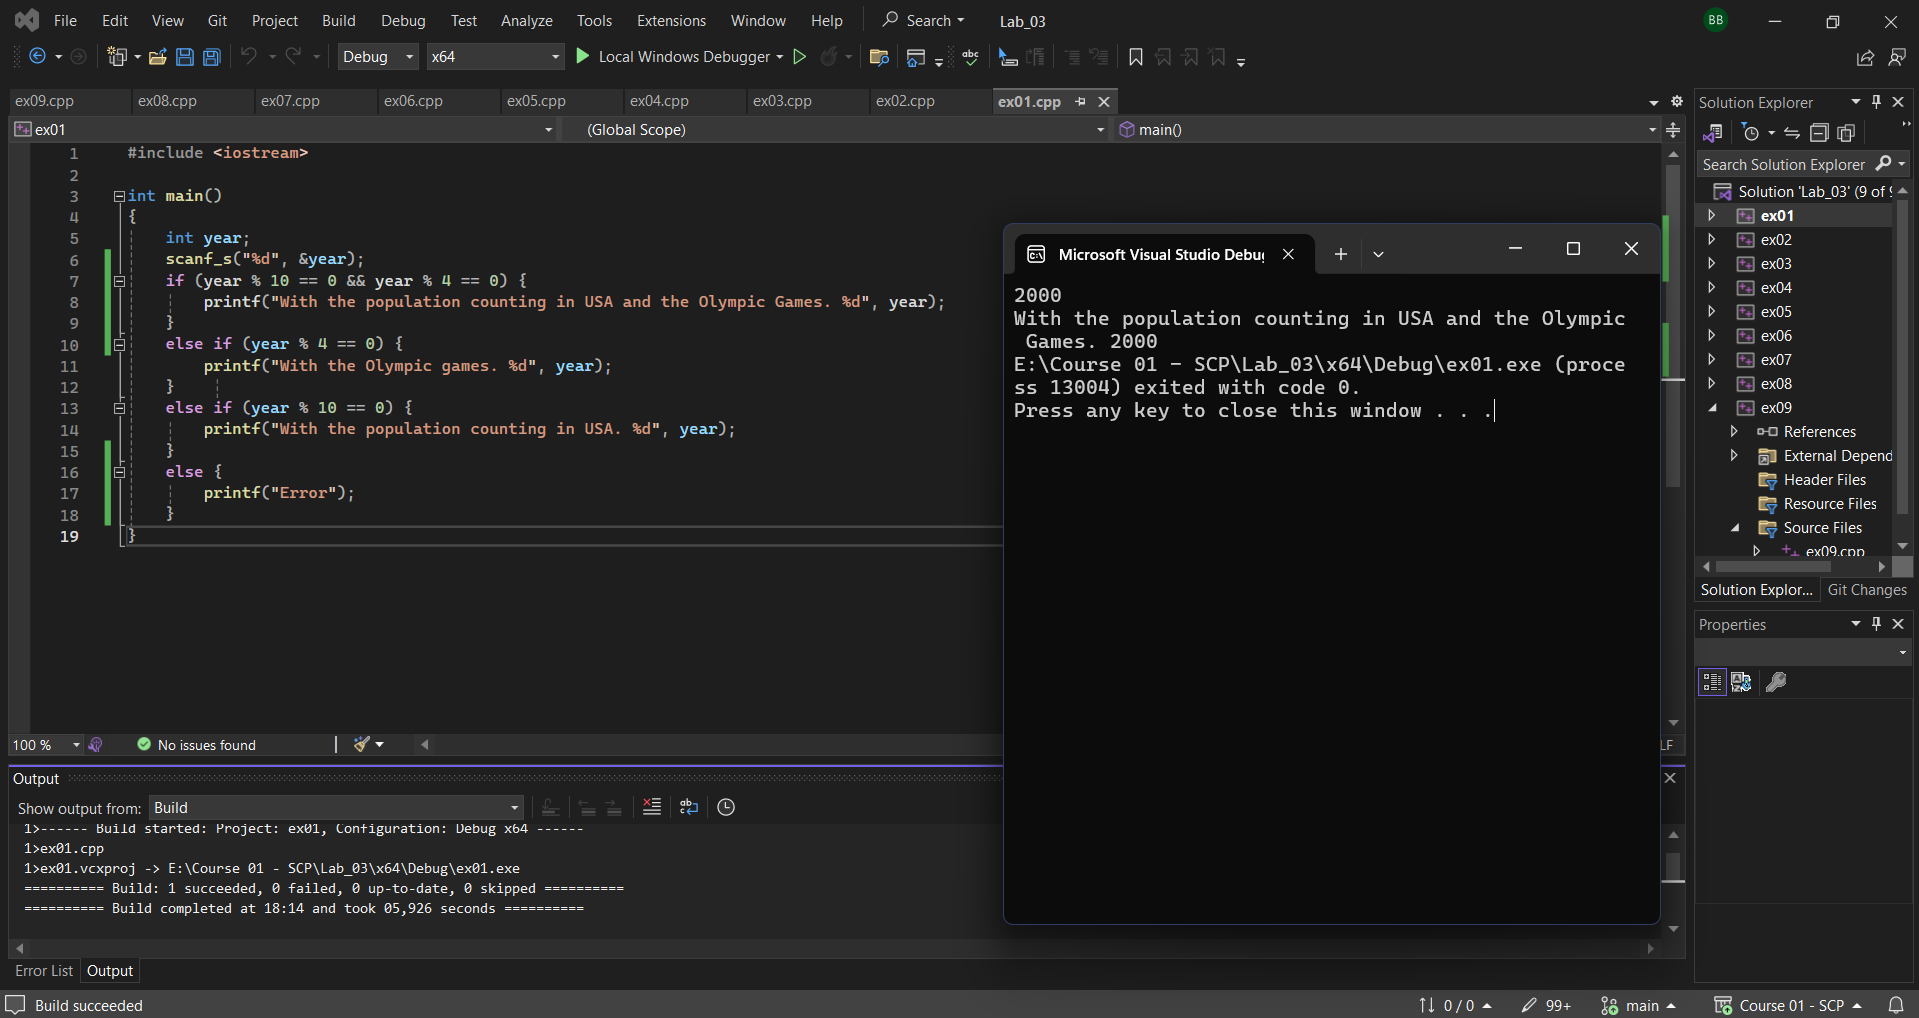 File Edit View Git Project Build Debug Test Analyze Tools Extensions Window Help Search Lab_03 BB
Debug x64 Local Windows Debugger
ex09.cpp ex08.cpp ex07.cpp ex06.cpp ex05.cpp ex04.cpp ex03.cpp ex02.cpp ex01.cpp
ex01 (Global Scope) main()
1 #include <iostream>
2
3 int main()
4 {
5 int year;
6 scanf_s("%d", &year);
7 if (year % 10 == 0 && year % 4 == 0) {
8 printf("With the population counting in USA and the Olympic Games. %d", year);
9 }
10 else if (year % 4 == 0) {
11 printf("With the Olympic games. %d", year);
12 }
13 else if (year % 10 == 0) {
14 printf("With the population counting in USA. %d", year);
15 }
16 else {
17 printf("Error");
18 }
19 }
100 % No issues found
LF
Microsoft Visual Studio Debug
2000
With the population counting in USA and the Olympic
Games. 2000
E:\Course 01 - SCP\Lab_03\x64\Debug\ex01.exe (proce
ss 13004) exited with code 0.
Press any key to close this window . . .
Solution Explorer
Search Solution Explorer
Solution 'Lab_03' (9 of 9
ex01
ex02
ex03
ex04
ex05
ex06
ex07
ex08
ex09
References
External Depend
Header Files
Resource Files
Source Files
ex09.cpp
Solution Explor... Git Changes
Properties
Output
Show output from: Build
1>------ Build started: Project: ex01, Configuration: Debug x64 ------
1>ex01.cpp
1>ex01.vcxproj -> E:\Course 01 - SCP\Lab_03\x64\Debug\ex01.exe
========== Build: 1 succeeded, 0 failed, 0 up-to-date, 0 skipped ==========
========== Build completed at 18:14 and took 05,926 seconds ==========
Error List Output
Build succeeded 0 / 0 99+ main Course 01 - SCP